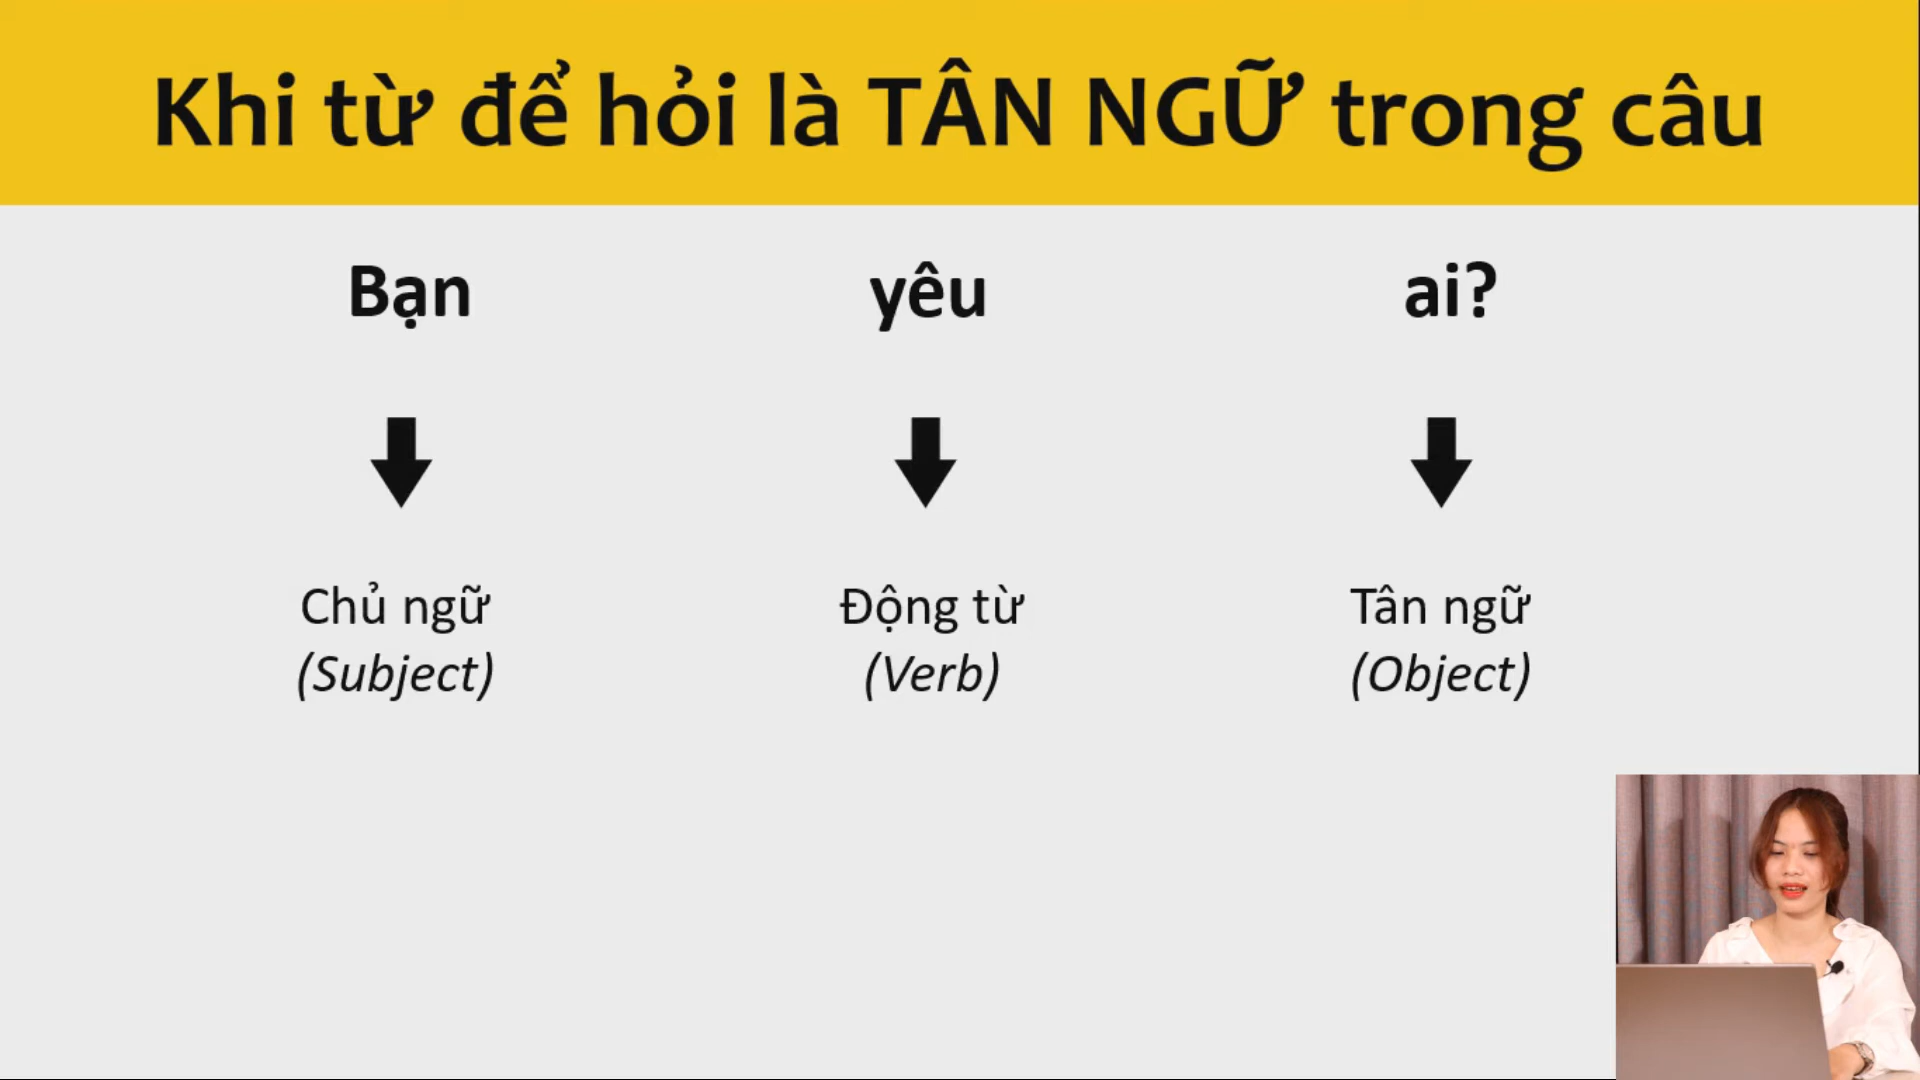 Khi từ để hỏi là TÂN NGỮ trong câu
Bạn yêu ai?
Chủ ngữ Động từ Tân ngữ
(Subject) (Verb) (Object)